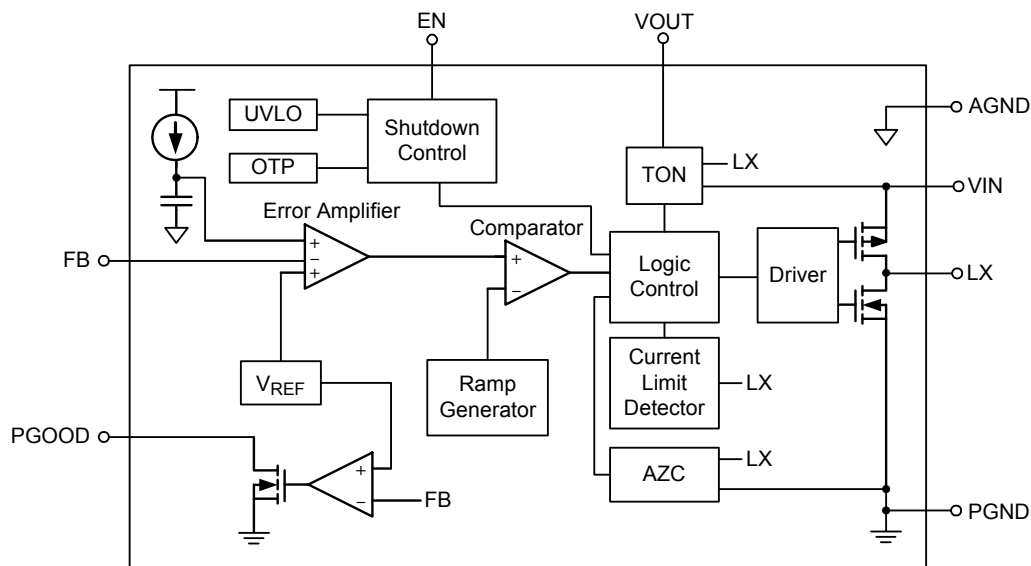 EN
VOUT
UVLO
OTP
Shutdown
Control
AGND
TON
LX
VIN
Error Amplifier
+
−
+
FB
Comparator
+
−
Logic
Control
Driver
LX
VREF
Ramp
Generator
Current
Limit
Detector
LX
PGOOD
+
−
FB
AZC
LX
PGND